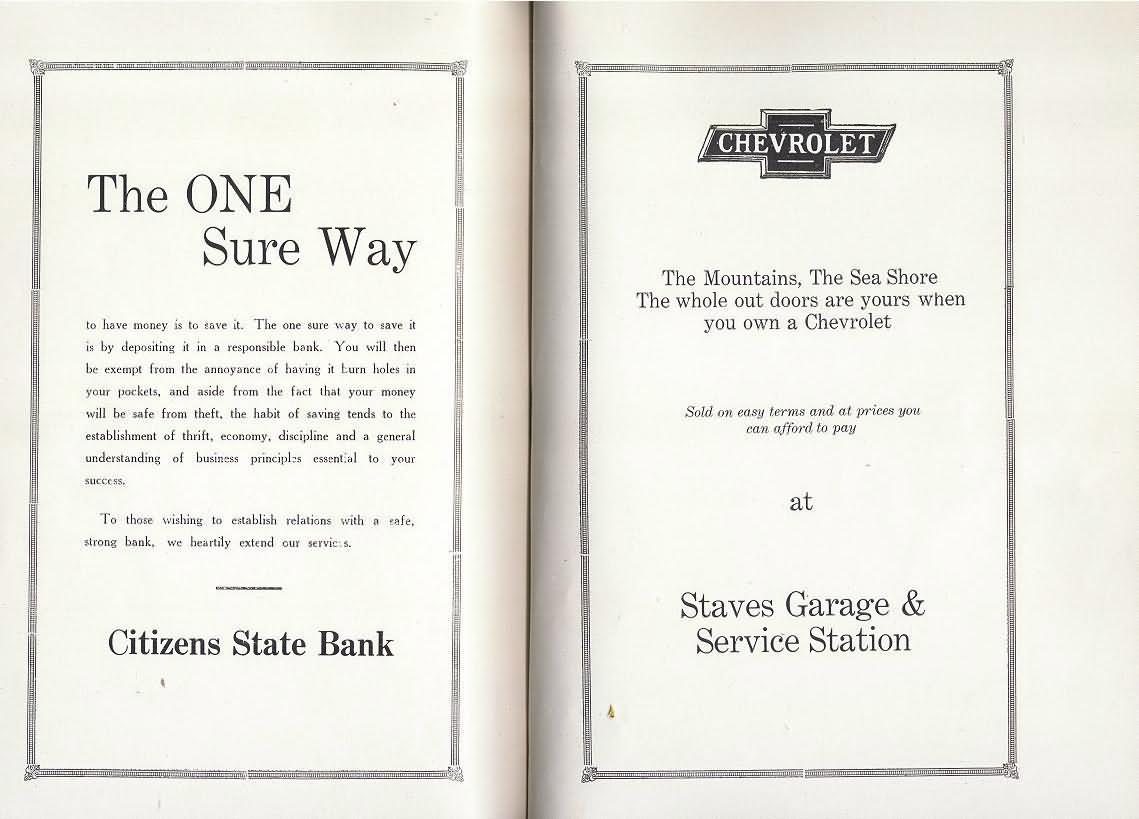 The ONE
Sure Way
to have money is to save it. The one sure way to save it
is by depositing it in a responsible bank. You will then
be exempt from the annoyance of having it burn holes in
your pockets, and aside from the fact that your money
will be safe from theft, the habit of saving tends to the
establishment of thrift, economy, discipline and a general
understanding of business principles essential to your
success.
To those wishing to establish relations with a safe,
strong bank, we heartily extend our services.
Citizens State Bank
CHEVROLET
The Mountains, The Sea Shore
The whole out doors are yours when
you own a Chevrolet
Sold on easy terms and at prices you
can afford to pay
at
Staves Garage &
Service Station